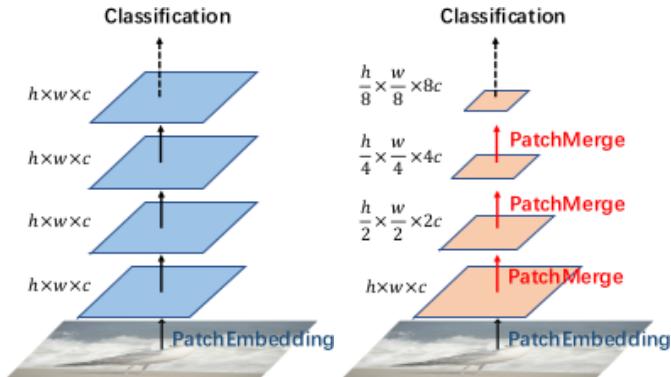 Classification
h×w×c
h×w×c
h×w×c
h×w×c
PatchEmbedding
Classification
h/8 × w/8 ×8c
PatchMerge
h/4 × w/4 ×4c
PatchMerge
h/2 × w/2 ×2c
PatchMerge
h×w×c
PatchEmbedding